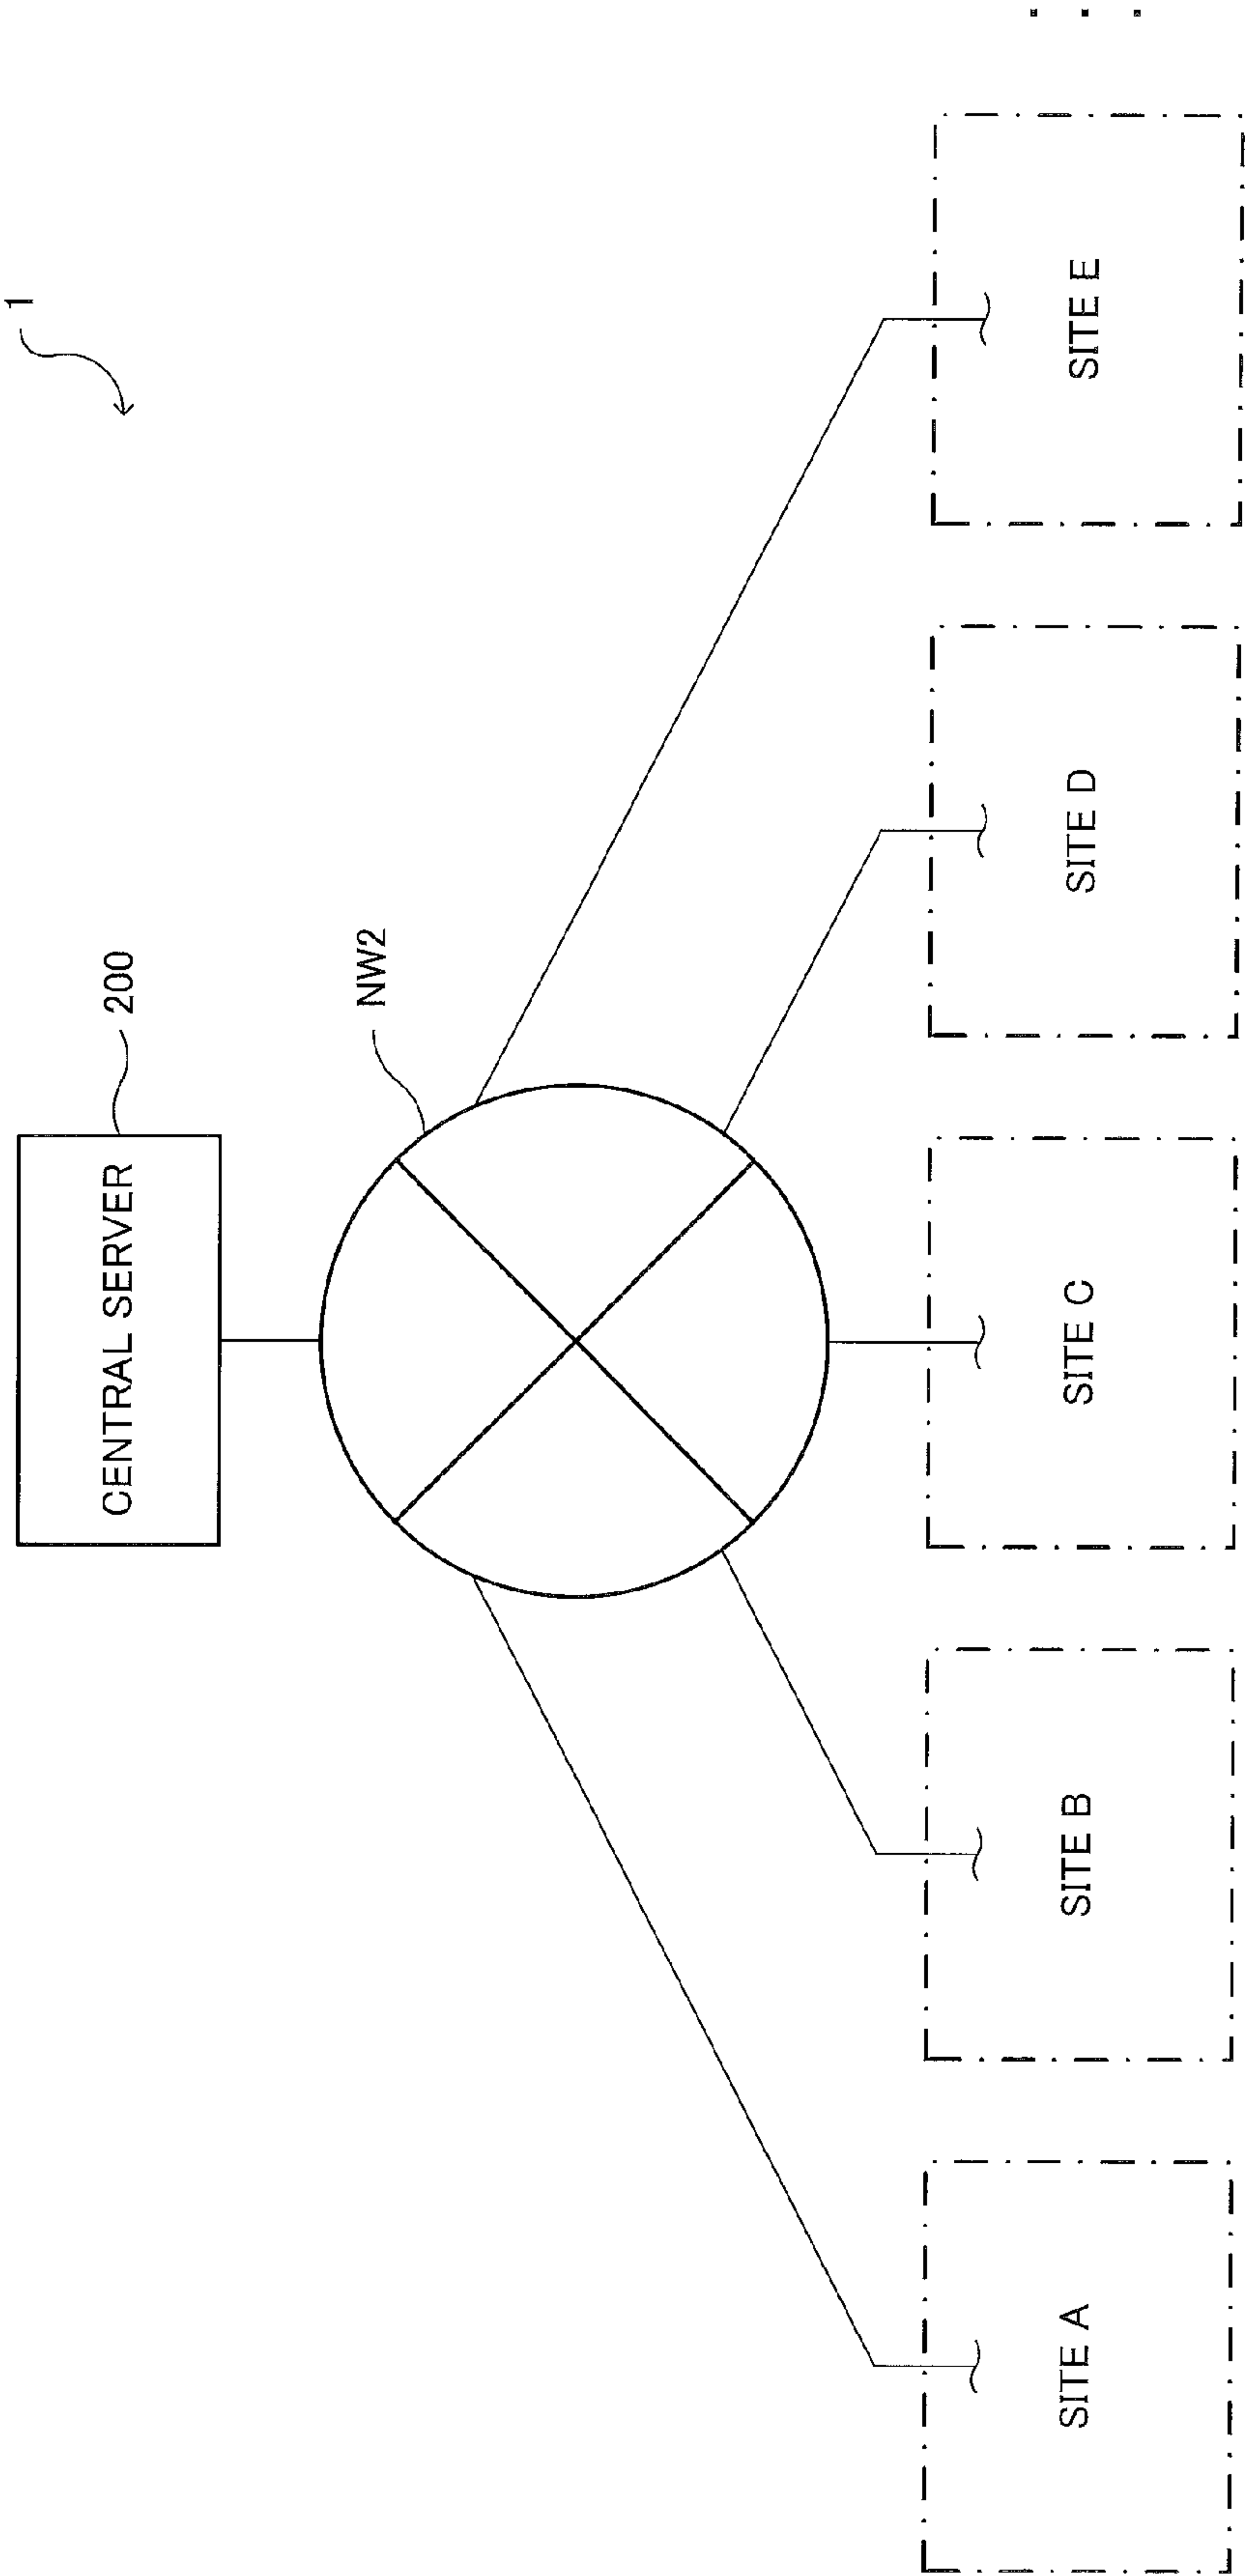 1
CENTRAL SERVER
200
NW2
SITE A
SITE B
SITE C
SITE D
SITE E
. . .